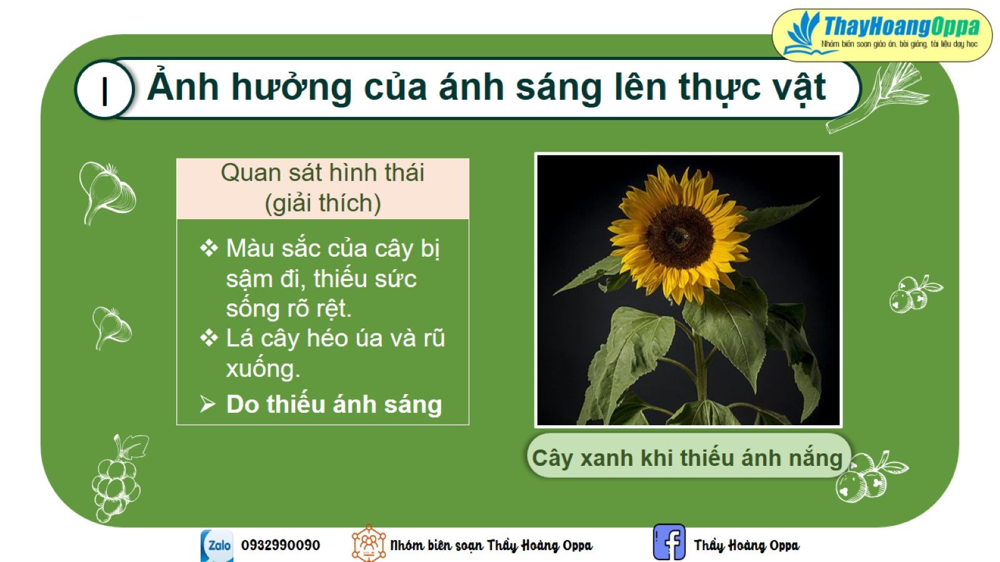 ThayHoangOppa
Nhóm biên soạn giáo án, bài giảng, tài liệu dạy học
I
Ảnh hưởng của ánh sáng lên thực vật
Quan sát hình thái
(giải thích)
❖ Màu sắc của cây bị
sậm đi, thiếu sức
sống rõ rệt.
❖ Lá cây héo úa và rũ
xuống.
➢ Do thiếu ánh sáng
Cây xanh khi thiếu ánh nắng
Zalo 0932990090 Nhóm biên soạn Thầy Hoàng Oppa Thầy Hoàng Oppa